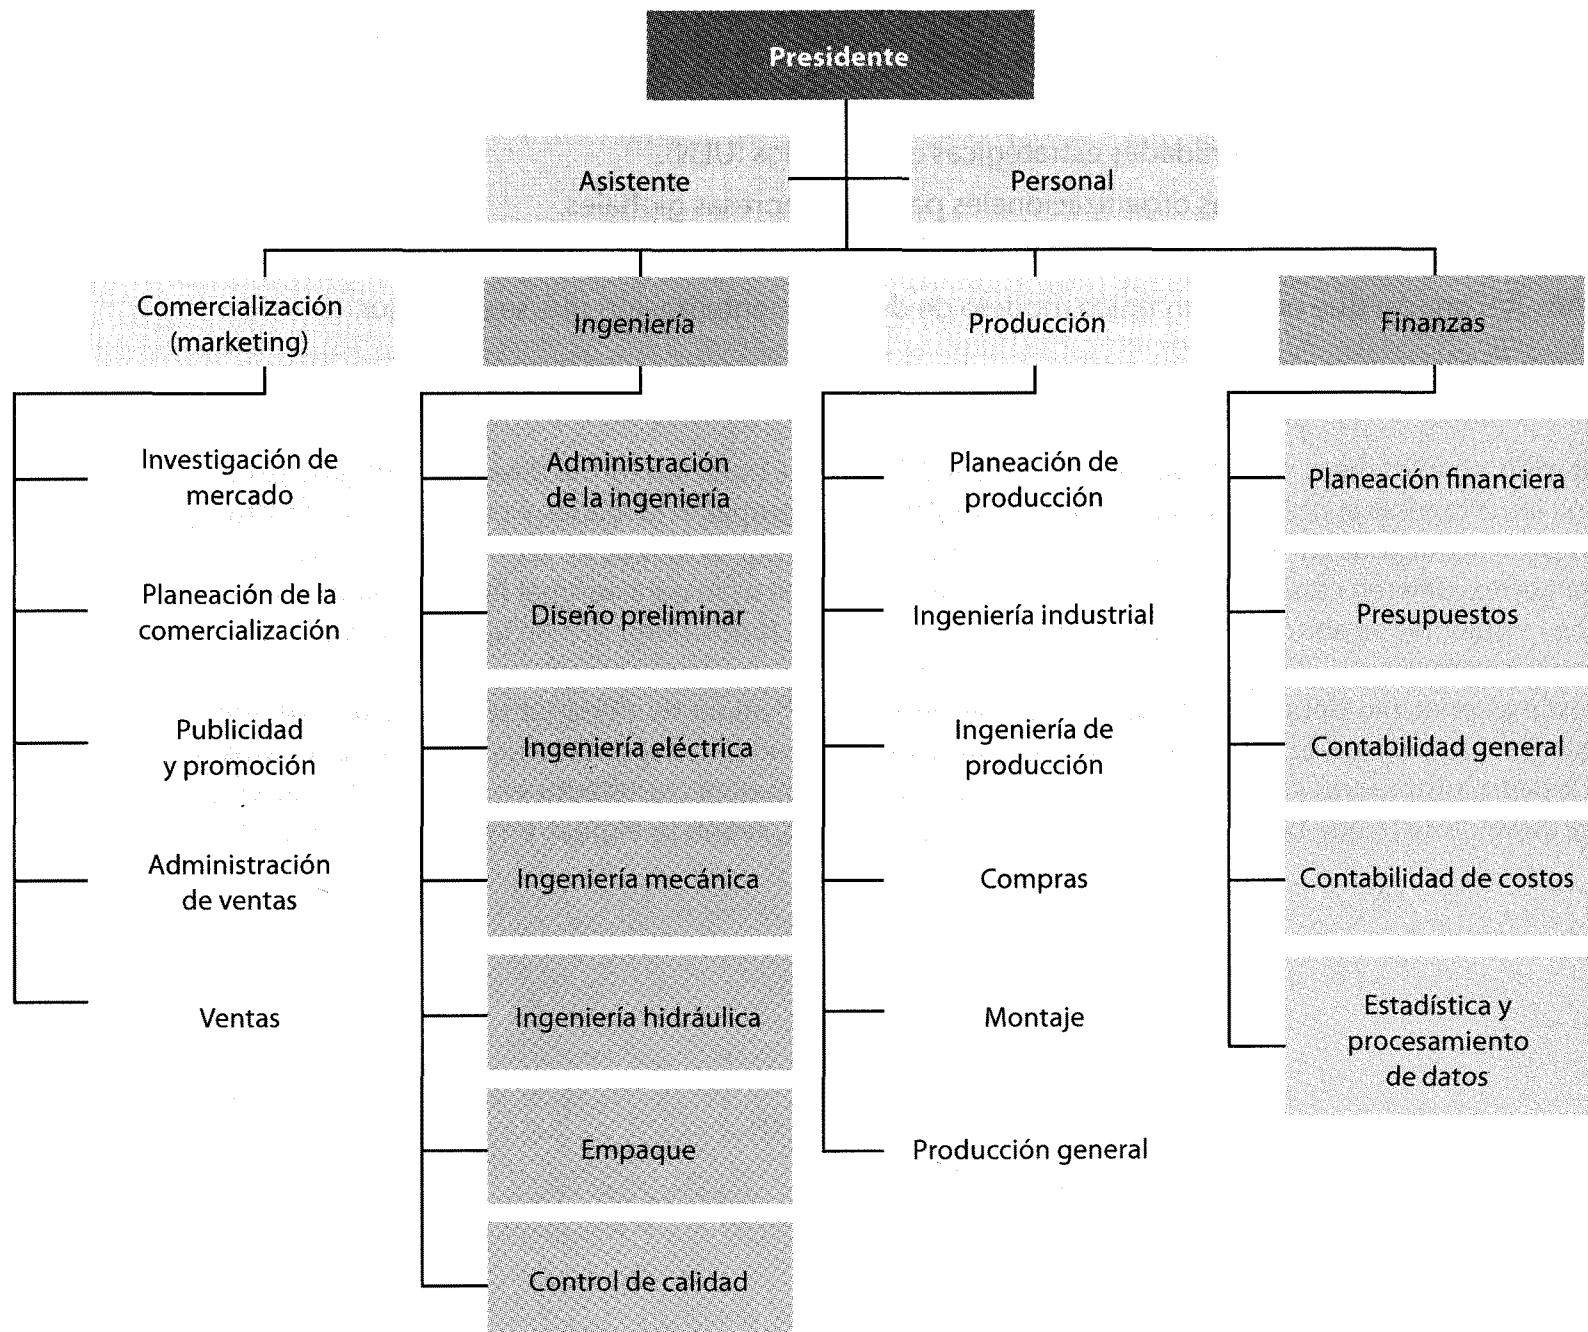 Presidente
Asistente
Personal
Comercialización
(marketing)
Ingeniería
Producción
Finanzas
Investigación de
mercado
Planeación de la
comercialización
Publicidad
y promoción
Administración
de ventas
Ventas
Administración
de la ingeniería
Diseño preliminar
Ingeniería eléctrica
Ingeniería mecánica
Ingeniería hidráulica
Empaque
Control de calidad
Planeación de
producción
Ingeniería industrial
Ingeniería de
producción
Compras
Montaje
Producción general
Planeación financiera
Presupuestos
Contabilidad general
Contabilidad de costos
Estadística y
procesamiento
de datos